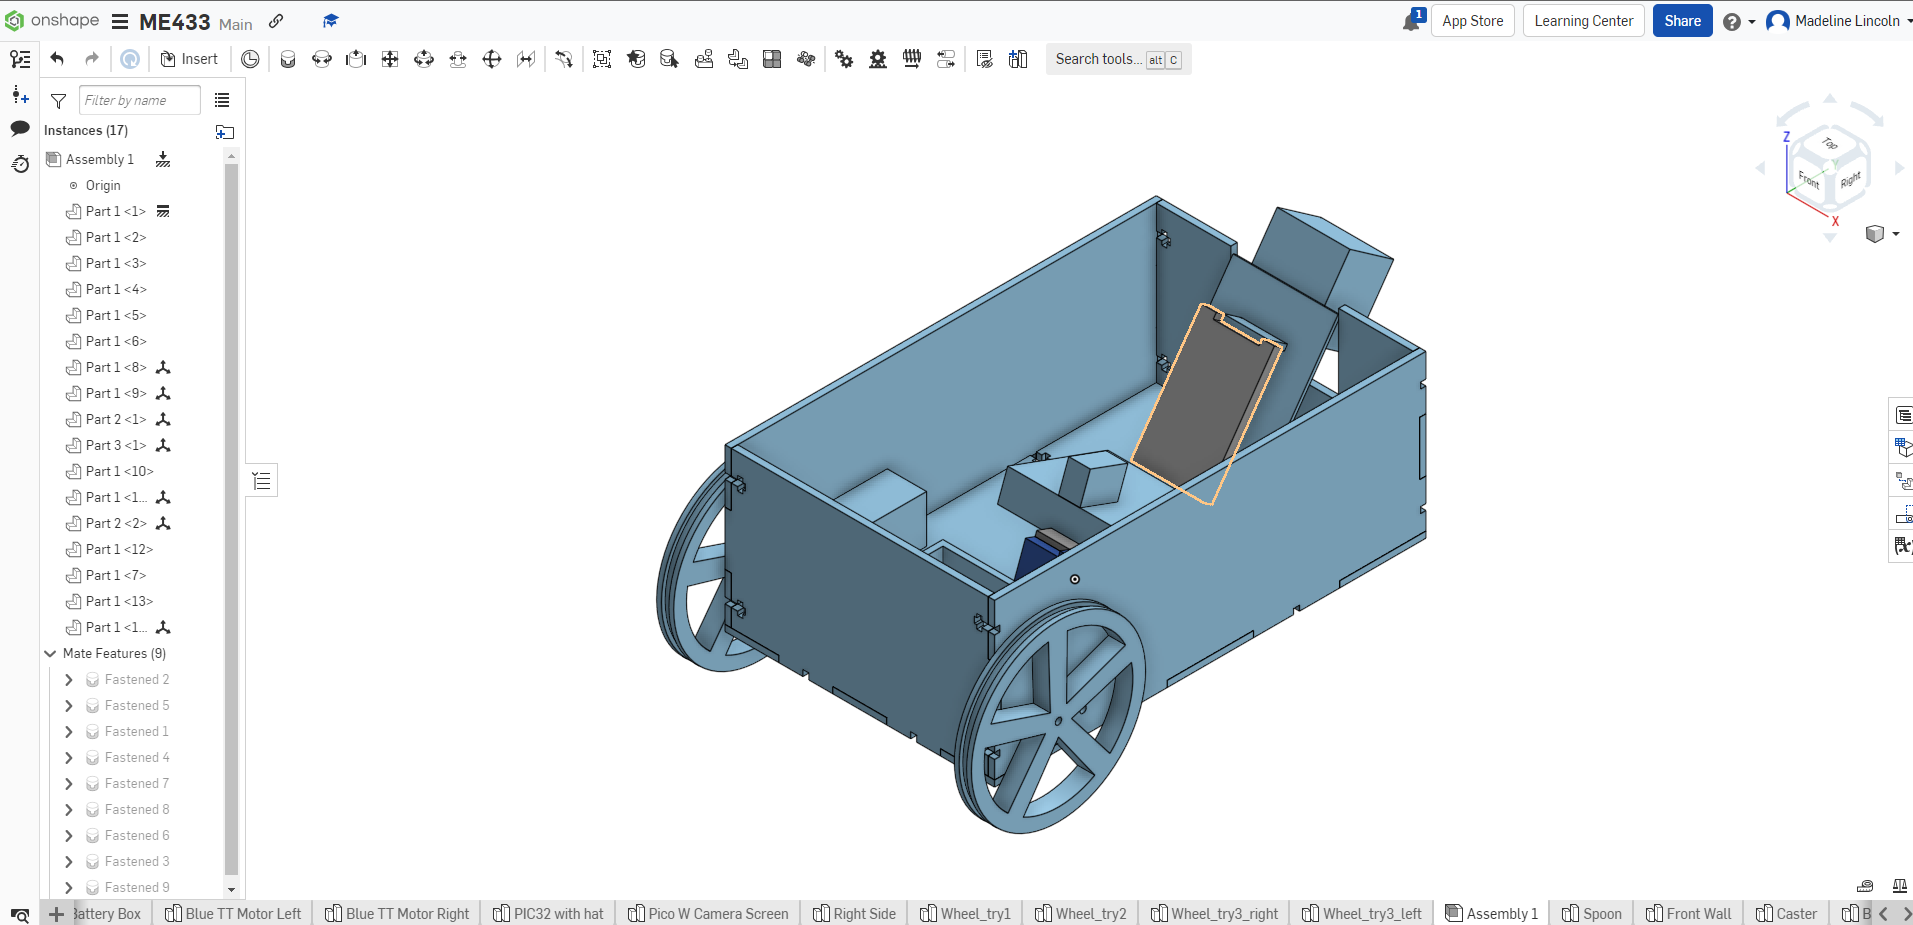 onshape ME433 Main 1 App Store Learning Center Share Madeline Lincoln
Insert Search tools... alt C
Filter by name
Instances (17)
Assembly 1
Origin
Part 1 <1>
Part 1 <2>
Part 1 <3>
Part 1 <4>
Part 1 <5>
Part 1 <6>
Part 1 <8>
Part 1 <9>
Part 2 <1>
Part 3 <1>
Part 1 <10>
Part 1 <1...
Part 2 <2>
Part 1 <12>
Part 1 <7>
Part 1 <13>
Part 1 <1...
Mate Features (9)
Fastened 2
Fastened 5
Fastened 1
Fastened 4
Fastened 7
Fastened 8
Fastened 6
Fastened 3
Fastened 9
Z
Top
Front Right
X
Battery Box Blue TT Motor Left Blue TT Motor Right PIC32 with hat Pico W Camera Screen Right Side Wheel_try1 Wheel_try2 Wheel_try3_right Wheel_try3_left Assembly 1 Spoon Front Wall Caster B